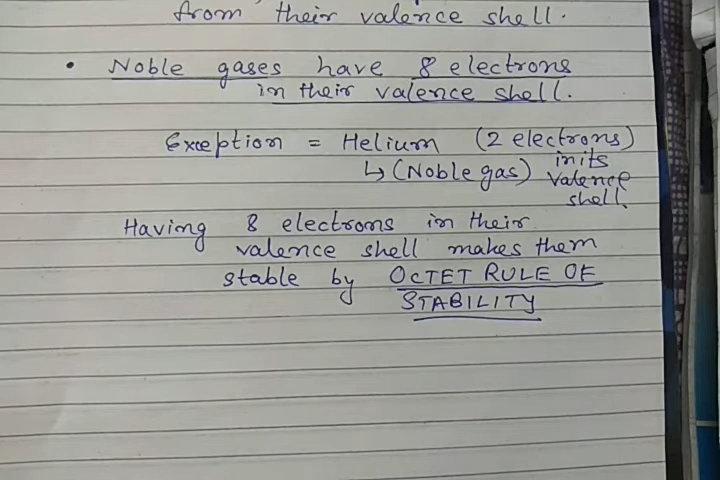 from their valence shell.
• Noble gases have 8 electrons
in their valence shell.
Exception = Helium (2 electrons)
↳ (Noble gas) in its
valence
shell.
Having 8 electrons in their
valence shell makes them
stable by OCTET RULE OF
STABILITY